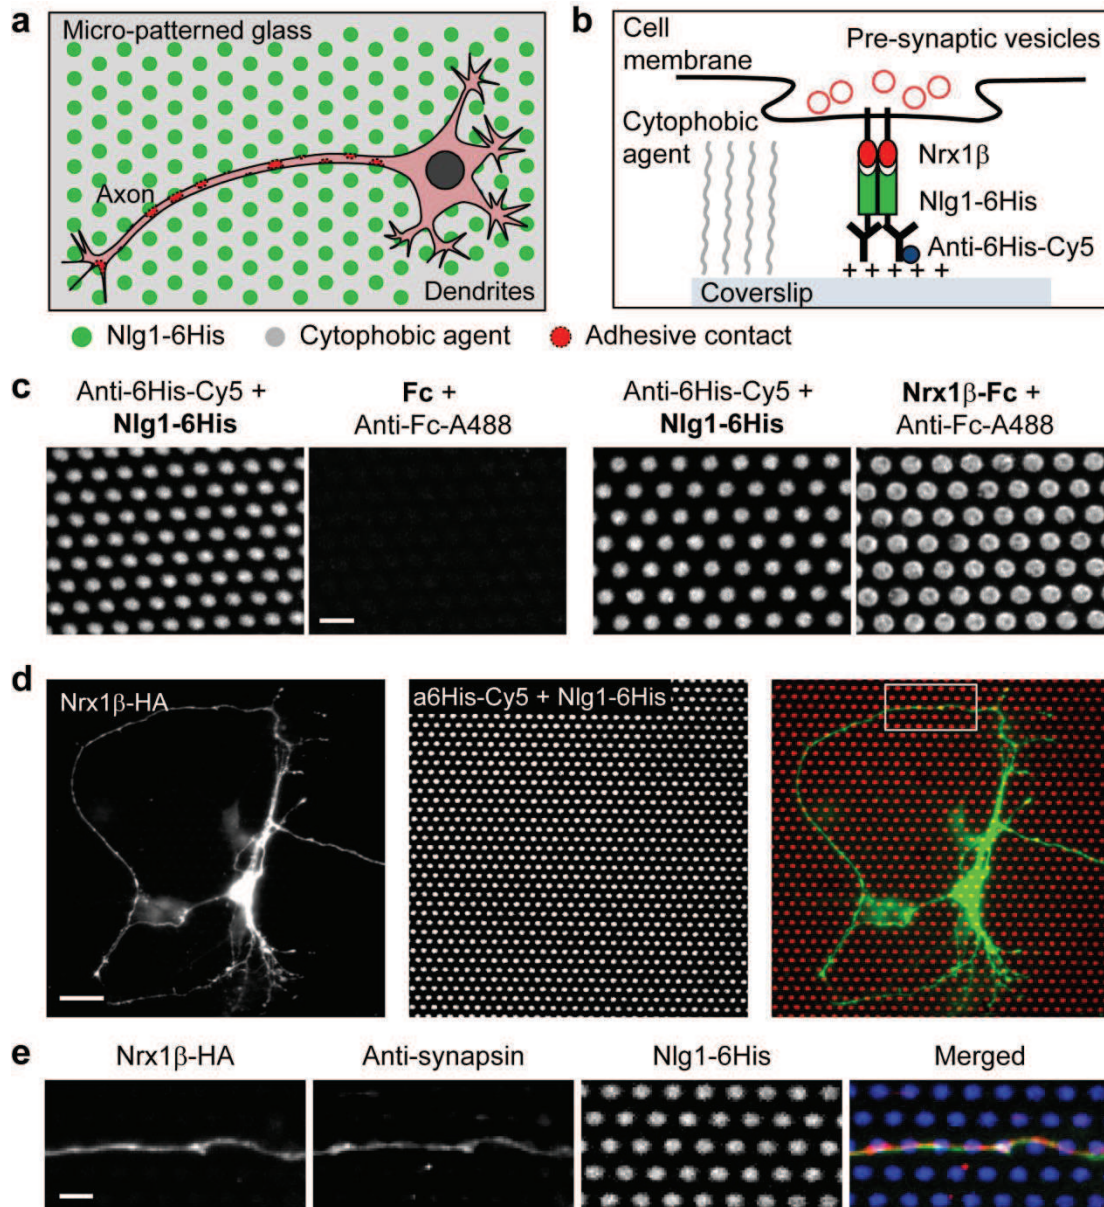 a
Micro-patterned glass
Axon
Dendrites
Nlg1-6His
Cytophobic agent
Adhesive contact
b
Cell
membrane
Pre-synaptic vesicles
Cytophobic
agent
Nrx1β
Nlg1-6His
Anti-6His-Cy5
+ + + + +
Coverslip
c
Anti-6His-Cy5 +
Nlg1-6His
Fc +
Anti-Fc-A488
Anti-6His-Cy5 +
Nlg1-6His
Nrx1β-Fc +
Anti-Fc-A488
d
Nrx1β-HA
a6His-Cy5 + Nlg1-6His
e
Nrx1β-HA
Anti-synapsin
Nlg1-6His
Merged